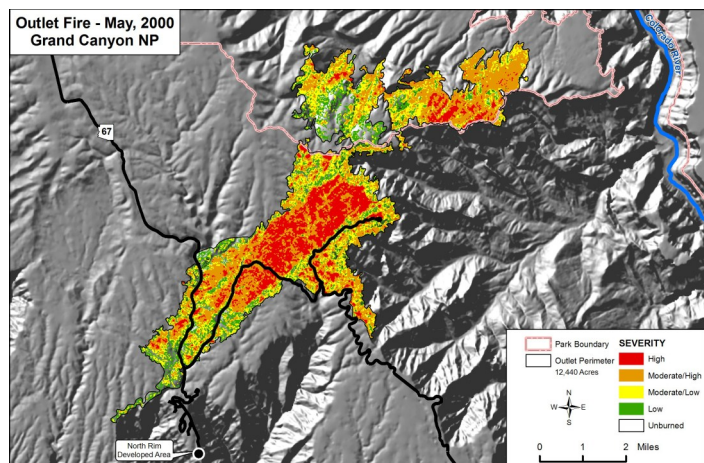 Outlet Fire - May, 2000
Grand Canyon NP
Colorado River
67
North Rim
Developed Area
Park Boundary
Outlet Perimeter
12,440 Acres
N
W E
S
SEVERITY
High
Moderate/High
Moderate/Low
Low
Unburned
0 1 2 Miles